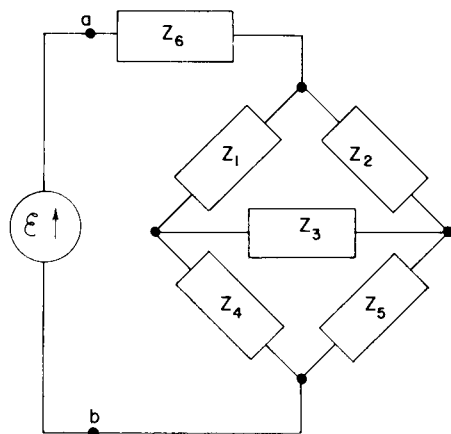 a
Z₆
Z₁
Z₂
ℰ ↑
Z₃
Z₄
Z₅
b